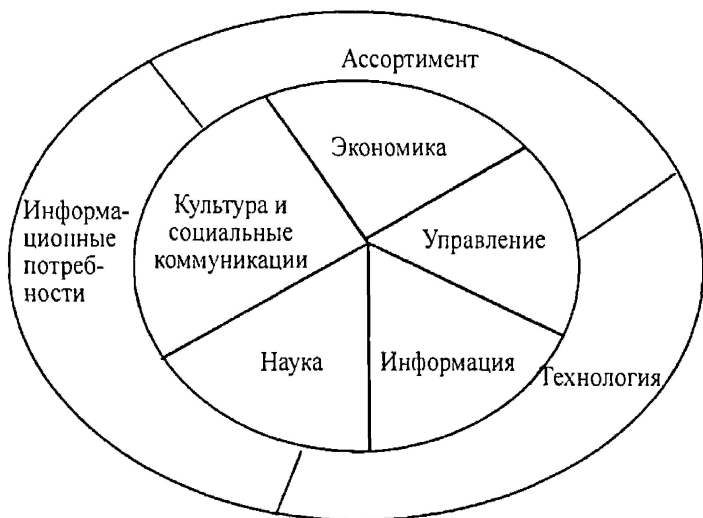 Ассортимент
Экономика
Информа-
ционные
потреб-
ности
Культура и
социальные
коммуникации
Управление
Наука
Информация
Технология